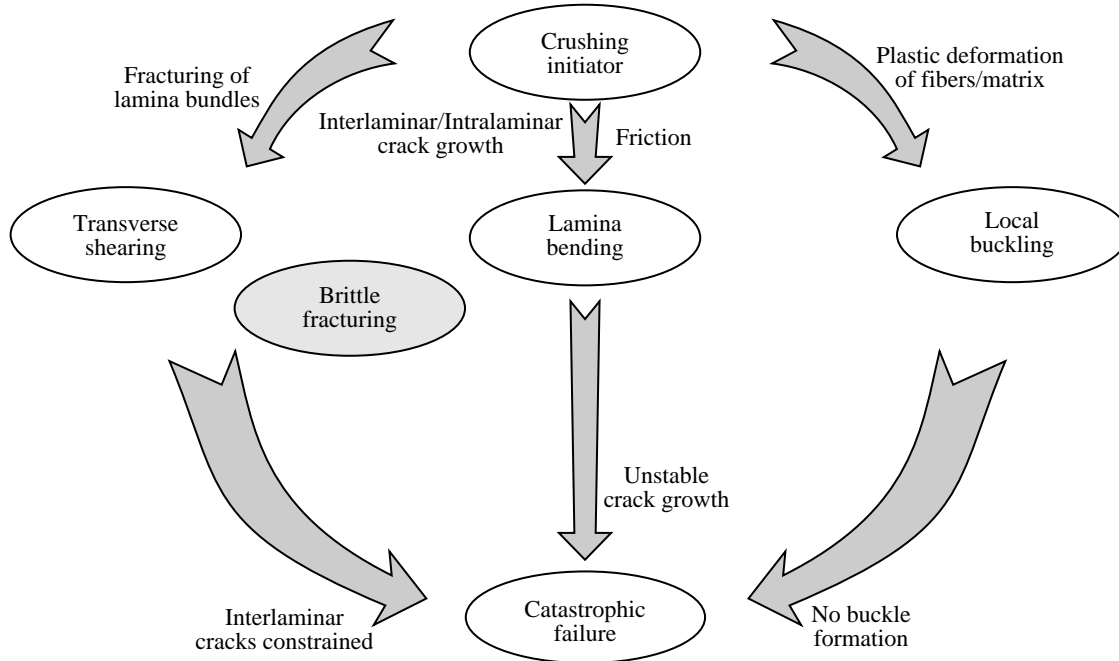 Crushing
initiator
Fracturing of
lamina bundles
Plastic deformation
of fibers/matrix
Interlaminar/Intralaminar
crack growth
Friction
Transverse
shearing
Lamina
bending
Local
buckling
Brittle
fracturing
Unstable
crack growth
Interlaminar
cracks constrained
Catastrophic
failure
No buckle
formation